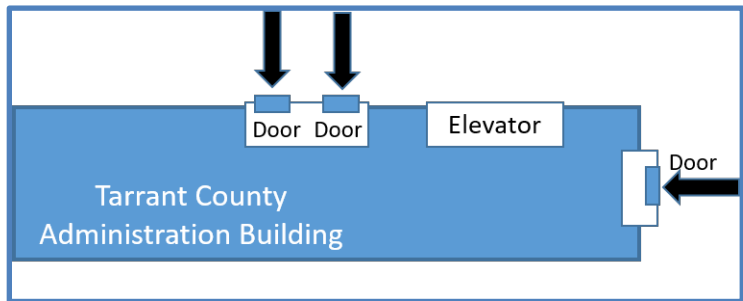 Door Door
Elevator
Door
Tarrant County
Administration Building